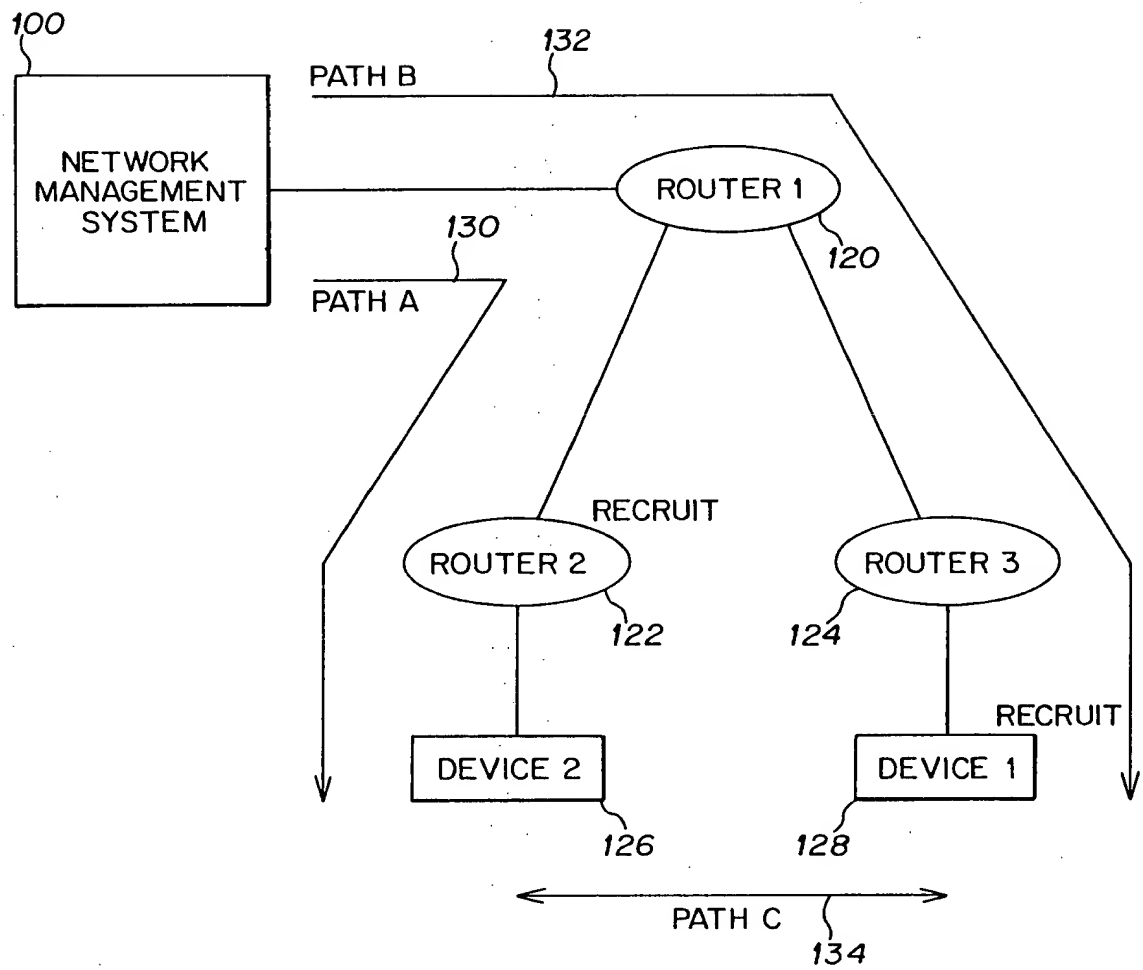 100
132
PATH B
NETWORK
MANAGEMENT
SYSTEM
ROUTER 1
130
120
PATH A
RECRUIT
ROUTER 2
ROUTER 3
122
124
RECRUIT
DEVICE 2
DEVICE 1
126
128
PATH C
134